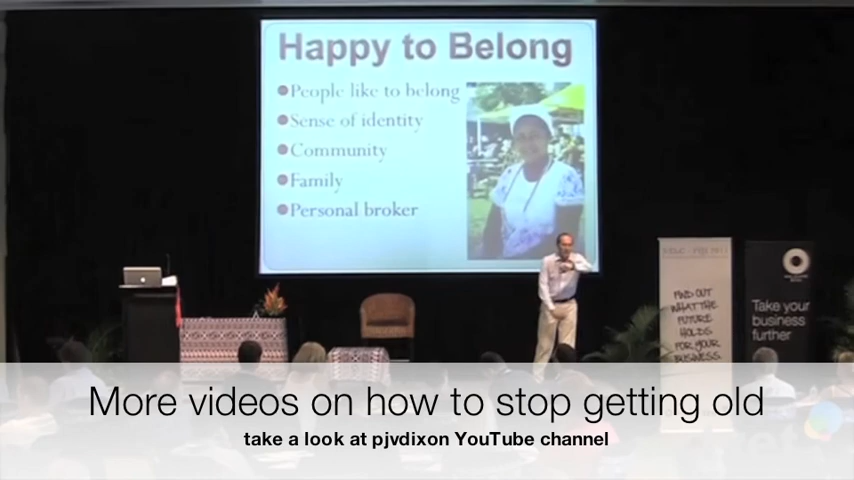 Happy to Belong
People like to belong
Sense of identity
Community
Family
Personal broker
FIND OUT
WHAT THE
FUTURE
HOLDS
FOR YOUR
BUSINESS.
Take your
business
further
More videos on how to stop getting old
take a look at pjvdixon YouTube channel